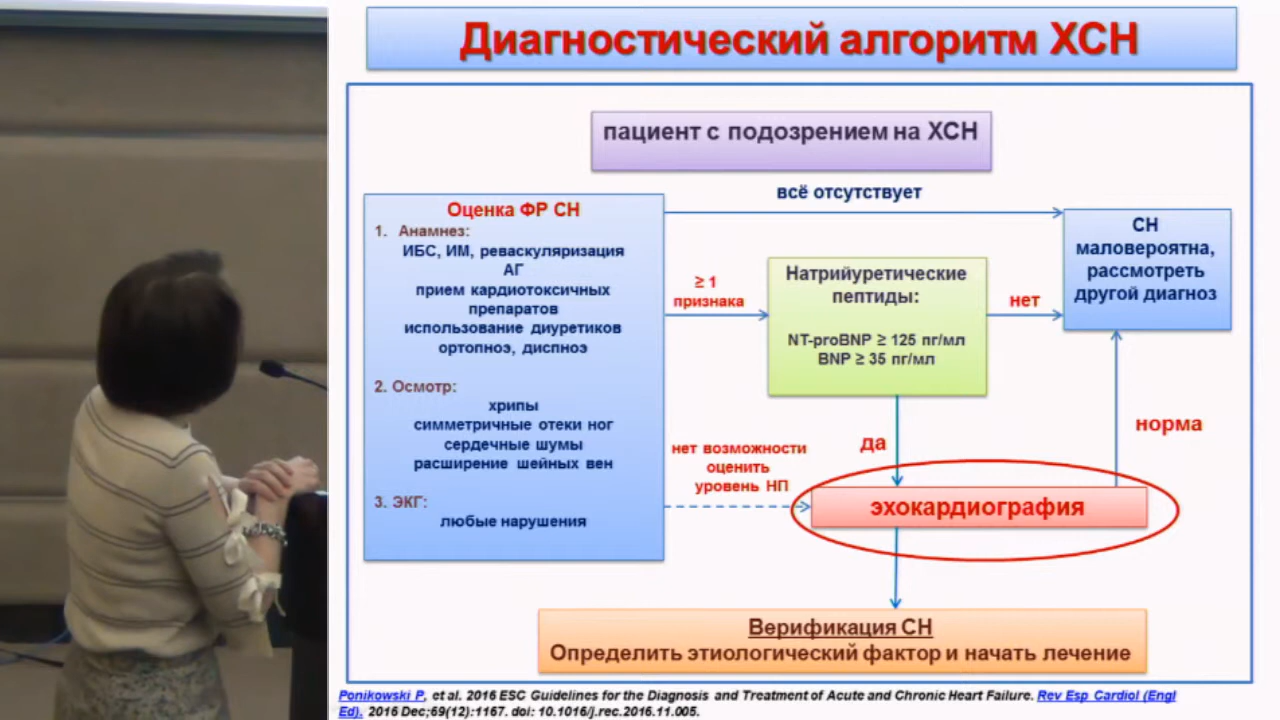 Диагностический алгоритм ХСН
пациент с подозрением на ХСН
всё отсутствует
Оценка ФР СН
1. Анамнез:
ИБС, ИМ, реваскуляризация
АГ
прием кардиотоксичных
препаратов
использование диуретиков
ортопноэ, диспноэ
2. Осмотр:
хрипы
симметричные отеки ног
сердечные шумы
расширение шейных вен
3. ЭКГ:
любые нарушения
≥ 1
признака
Натрийуретические
пептиды:
NT-proBNP ≥ 125 пг/мл
BNP ≥ 35 пг/мл
нет
СН
маловероятна,
рассмотреть
другой диагноз
да
норма
нет возможности
оценить
уровень НП
эхокардиография
Верификация СН
Определить этиологический фактор и начать лечение
Ponikowski P, et al. 2016 ESC Guidelines for the Diagnosis and Treatment of Acute and Chronic Heart Failure. Rev Esp Cardiol (Engl
Ed). 2016 Dec;69(12):1167. doi: 10.1016/j.rec.2016.11.005.